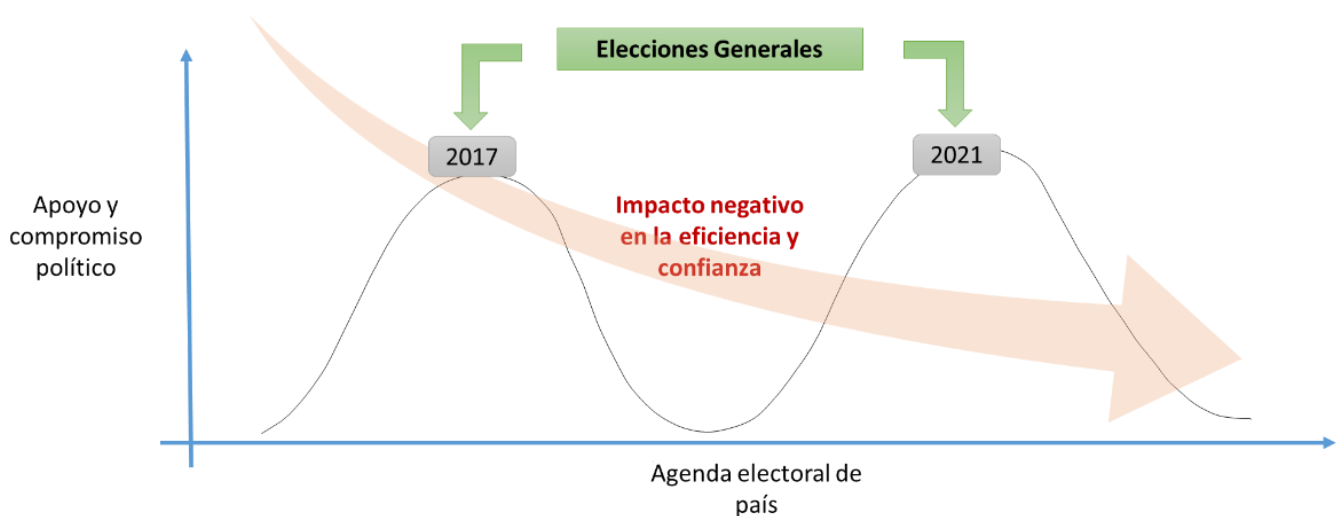 Elecciones Generales
2017
2021
Apoyo y
compromiso
político
Impacto negativo
en la eficiencia y
confianza
Agenda electoral de
país